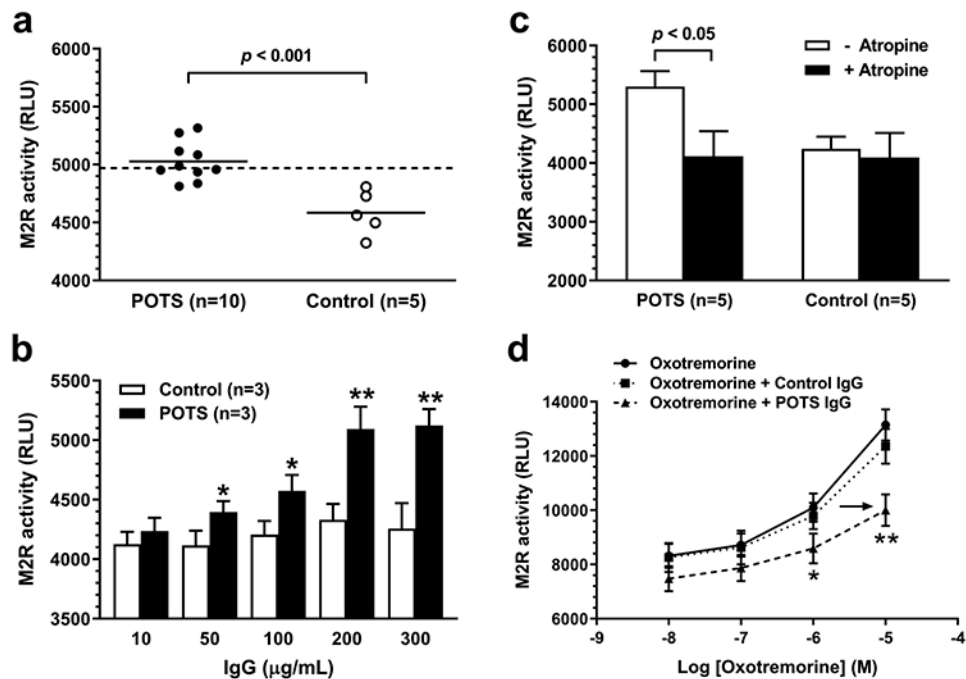 a
p < 0.001
6000
5500
5000
4500
4000
M2R activity (RLU)
POTS (n=10)
Control (n=5)
c
p < 0.05
- Atropine
+ Atropine
6000
5000
4000
3000
2000
M2R activity (RLU)
POTS (n=5)
Control (n=5)
b
Control (n=3)
POTS (n=3)
5500
5000
4500
4000
3500
M2R activity (RLU)
*
*
**
**
10
50
100
200
300
IgG (μg/mL)
d
Oxotremorine
Oxotremorine + Control IgG
Oxotremorine + POTS IgG
14000
12000
10000
8000
6000
M2R activity (RLU)
*
**
-9
-8
-7
-6
-5
-4
Log [Oxotremorine] (M)